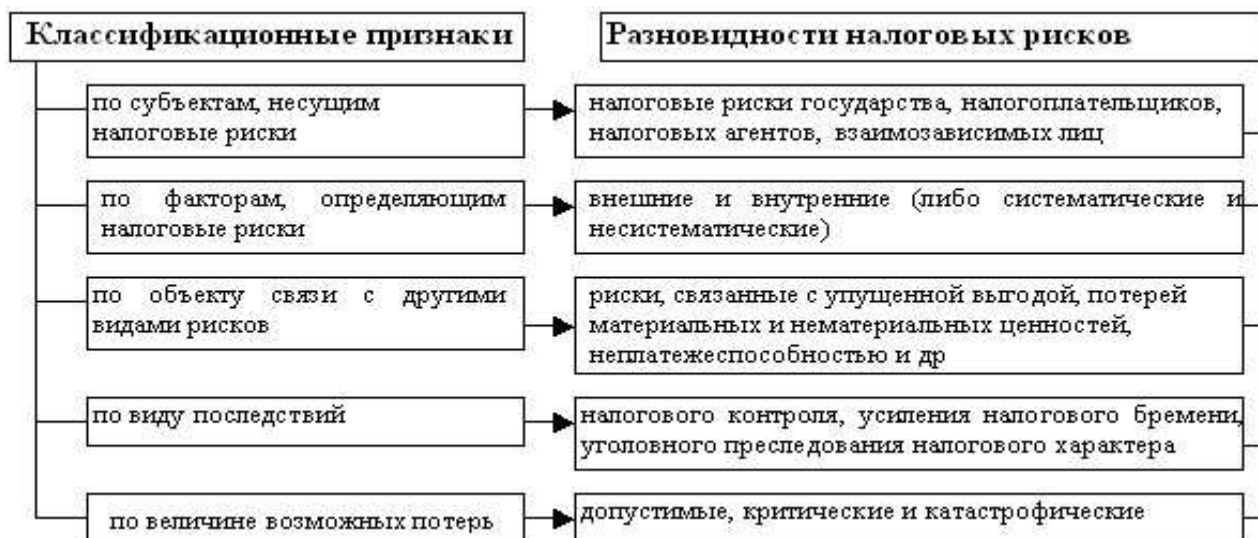 Классификационные признаки
Разновидности налоговых рисков
по субъектам, несущим
налоговые риски
налоговые риски государства, налогоплательщиков,
налоговых агентов, взаимозависимых лиц
по факторам, определяющим
налоговые риски
внешние и внутренние (либо систематические и
несистематические)
по объекту связи с другими
видами рисков
риски, связанные с упущенной выгодой, потерей
материальных и нематериальных ценностей,
неплатежеспособностью и др
по виду последствий
налогового контроля, усиления налогового бремени,
уголовного преследования налогового характера
по величине возможных потерь
допустимые, критические и катастрофические